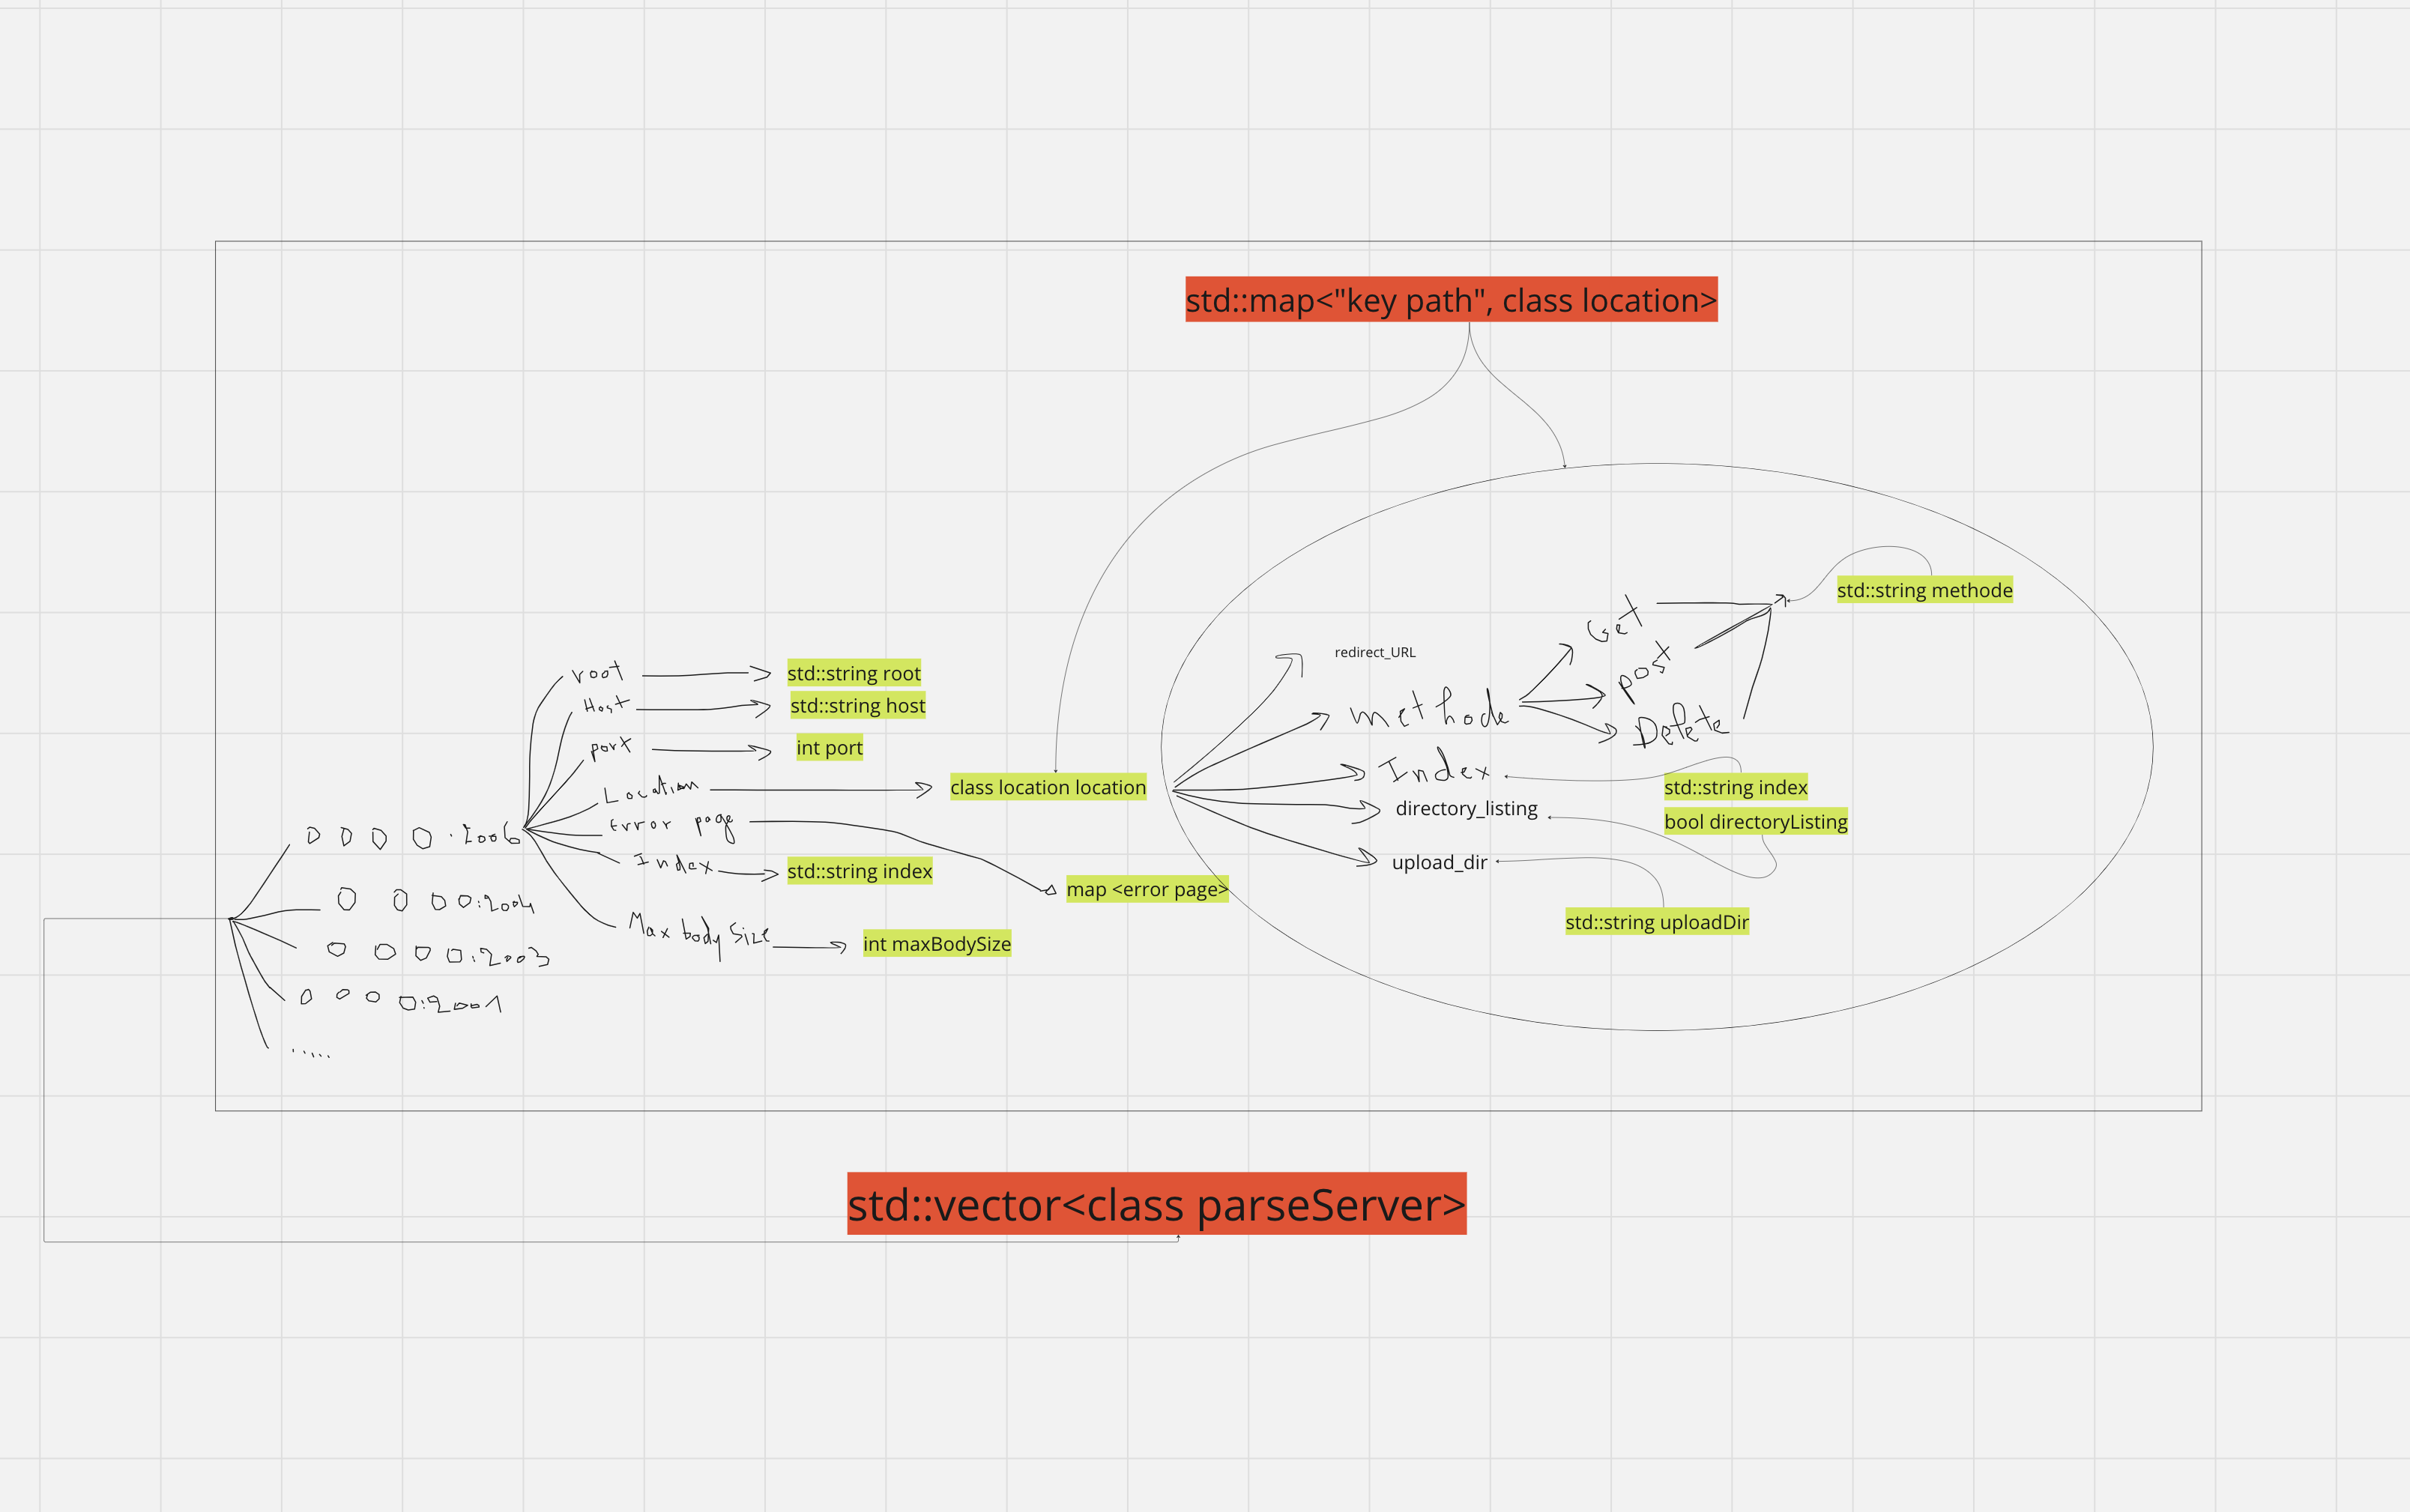 std::map<"key path", class location>
std::string methode
Get
post
Delete
redirect_URL
methode
Index
std::string index
directory_listing
bool directoryListing
upload_dir
std::string uploadDir
root
std::string root
Host
std::string host
port
int port
Location
class location location
Error page
map <error page>
Index
std::string index
Max body Size
int maxBodySize
0 0 0 0 :2006
0 0 0 0:2004
0 0 0 0:2003
0 0 0 0:2001
.....
std::vector<class parseServer>